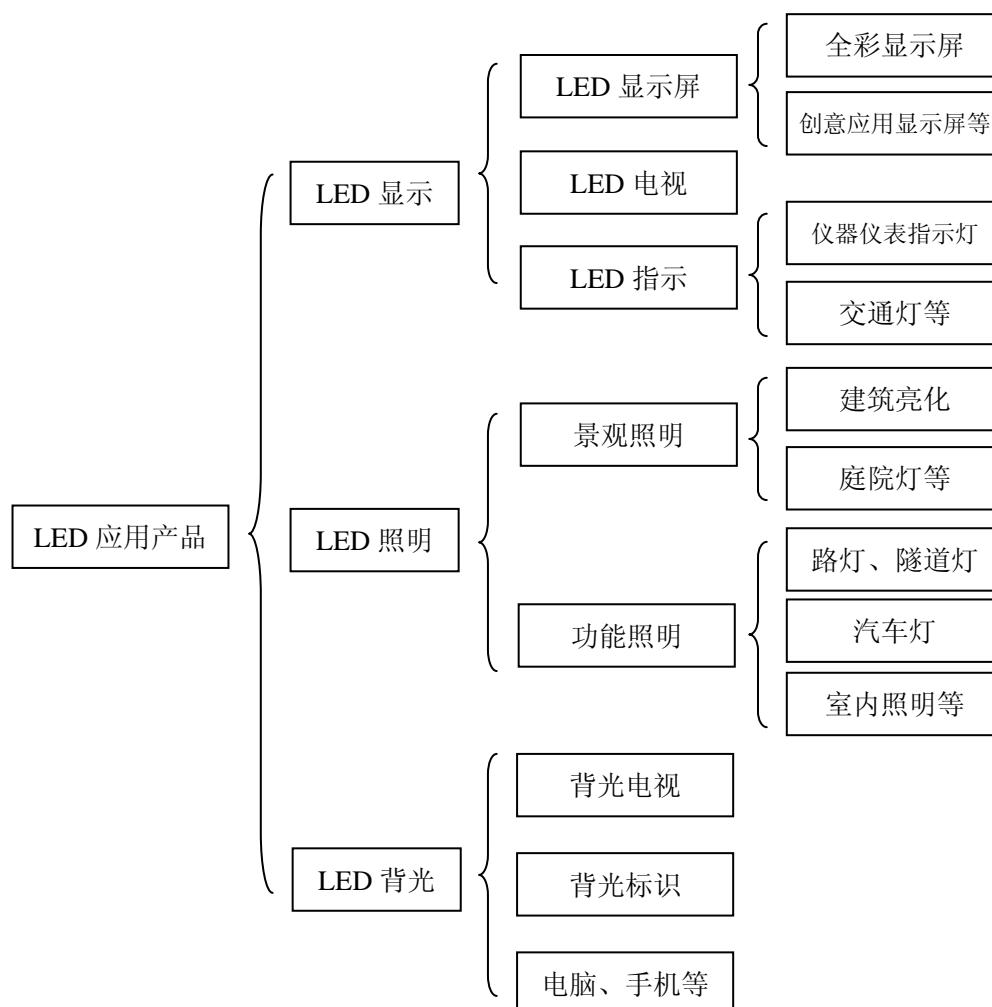 全彩显示屏
LED 显示屏
创意应用显示屏等
LED 显示
LED 电视
仪器仪表指示灯
LED 指示
交通灯等
建筑亮化
景观照明
庭院灯等
LED 应用产品
LED 照明
路灯、隧道灯
功能照明
汽车灯
室内照明等
背光电视
LED 背光
背光标识
电脑、手机等